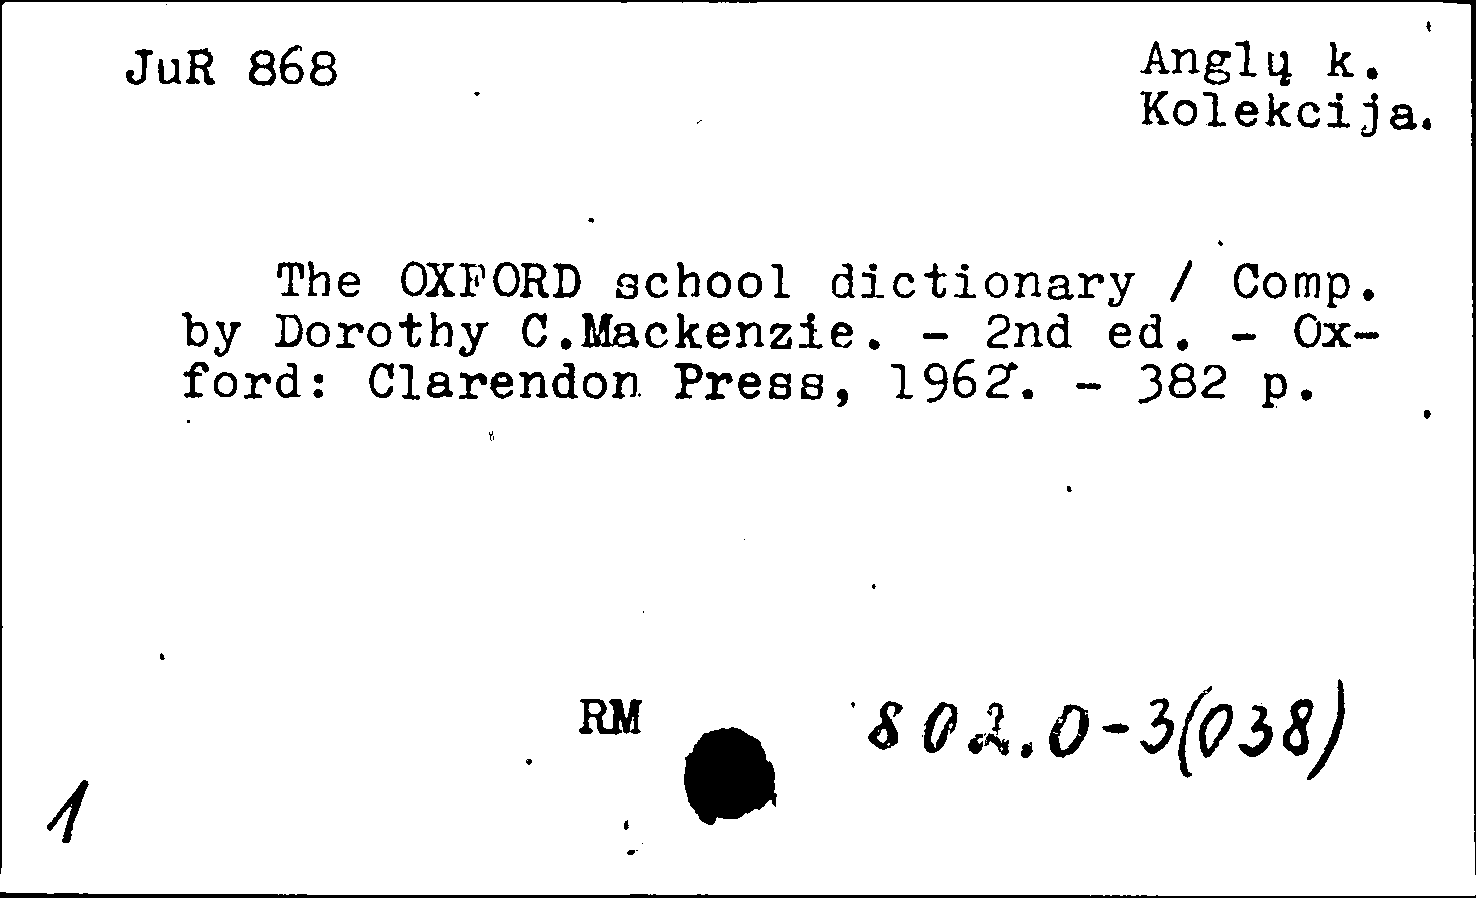 JuR 868
Anglų k.
Kolekcija.
The OXFORD school dictionary / Comp.
by Dorothy C.Mackenzie. - 2nd ed. - Ox-
ford: Clarendon Press, 1962. - 382 p.
RM
802.0-3(038)
1